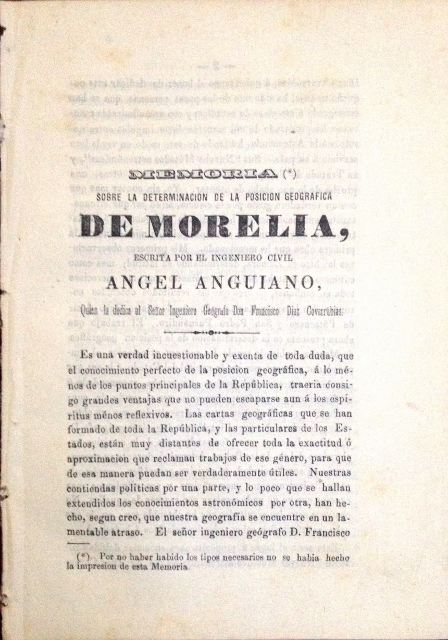 MEMORIA (*)
SOBRE LA DETERMINACION DE LA POSICION GEOGRAFICA
DE MORELIA,
ESCRITA POR EL INGENIERO CIVIL
ANGEL ANGUIANO,
Quien la dedica al Señor Ingeniero Geógrafo Don Francisco Diaz Covarrubias.
Es una verdad incuestionable y exenta de toda duda, que
el conocimiento perfecto de la posicion geográfica, á lo mé-
nos de los puntos principales de la República, traeria consi-
go grandes ventajas que no pueden escaparse aun á los espí-
ritus ménos reflexivos. Las cartas geográficas que se han
formado de toda la República, y las particulares de los Es-
tados, están muy distantes de ofrecer toda la exactitud ó
aproximacion que reclaman trabajos de ese género, para que
de esa manera puedan ser verdaderamente útiles. Nuestras
contiendas políticas por una parte, y lo poco que se hallan
extendidos los conocimientos astronómicos por otra, han he-
cho, segun creo, que nuestra geografía se encuentre en un la-
mentable atraso. El señor ingeniero geógrafo D. Francisco
(*). Por no haber habido los tipos necesarios no se habia hecho
la impresion de esta Memoria.